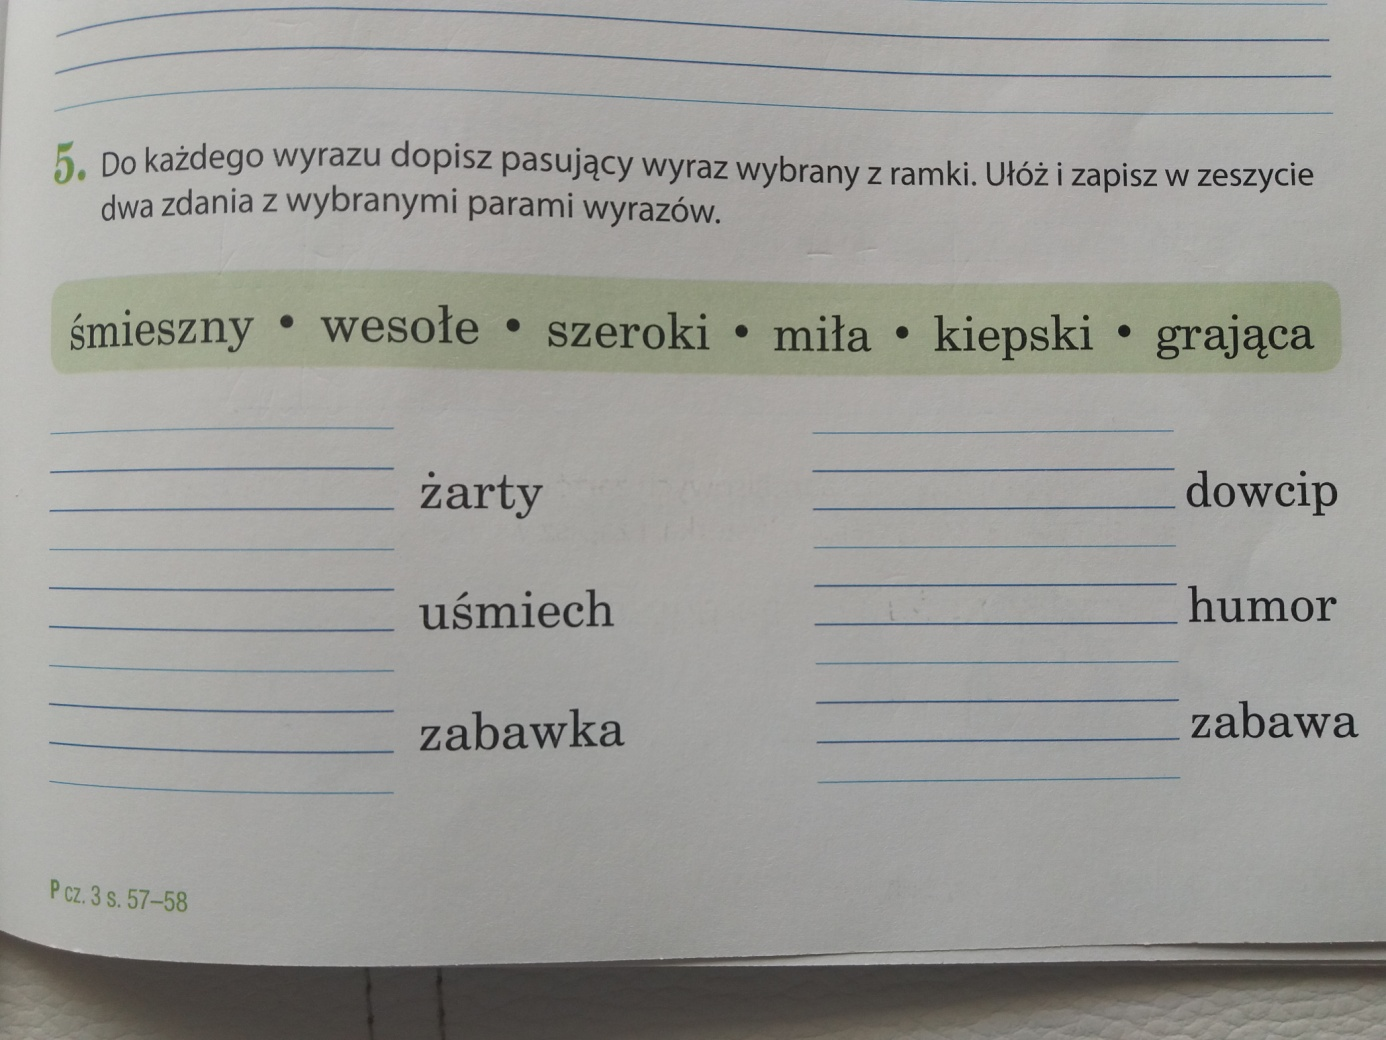 5. Do każdego wyrazu dopisz pasujący wyraz wybrany z ramki. Ułóż i zapisz w zeszycie
dwa zdania z wybranymi parami wyrazów.
śmieszny • wesołe • szeroki • miła • kiepski • grająca
żarty
dowcip
uśmiech
humor
zabawka
zabawa
P cz. 3 s. 57–58